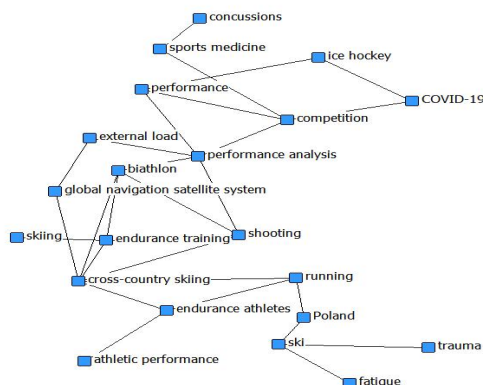 concussions
sports medicine
ice hockey
performance
COVID-19
competition
external load
performance analysis
biathlon
global navigation satellite system
skiing
endurance training
shooting
cross-country skiing
running
endurance athletes
Poland
ski
trauma
athletic performance
fatigue